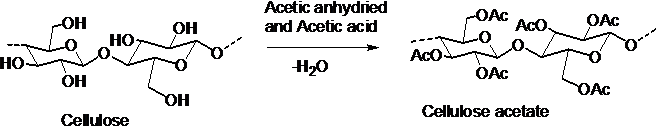 HO
OH
OH
HO
O
O
O
O
HO
OH
OH
Cellulose
Acetic anhydried
and Acetic acid
-H₂O
OAc
AcO
OAc
AcO
O
O
O
O
AcO
OAc
OAc
Cellulose acetate